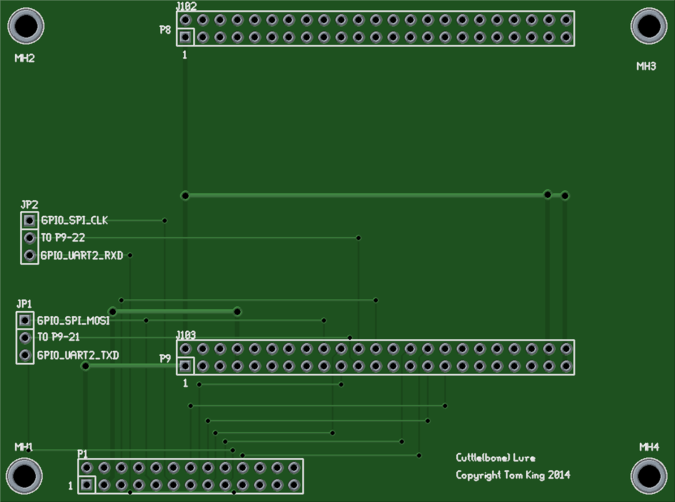 J102
P8
1
MH2
MH3
JP2
GPIO_SPI_CLK
TO P9-22
GPIO_UART2_RXD
JP1
GPIO_SPI_MOSI
TO P9-21
GPIO_UART2_TXD
J103
P9
1
MH1
P1
1
MH4
Cuttle(bone) Lure
Copyright Tom King 2014